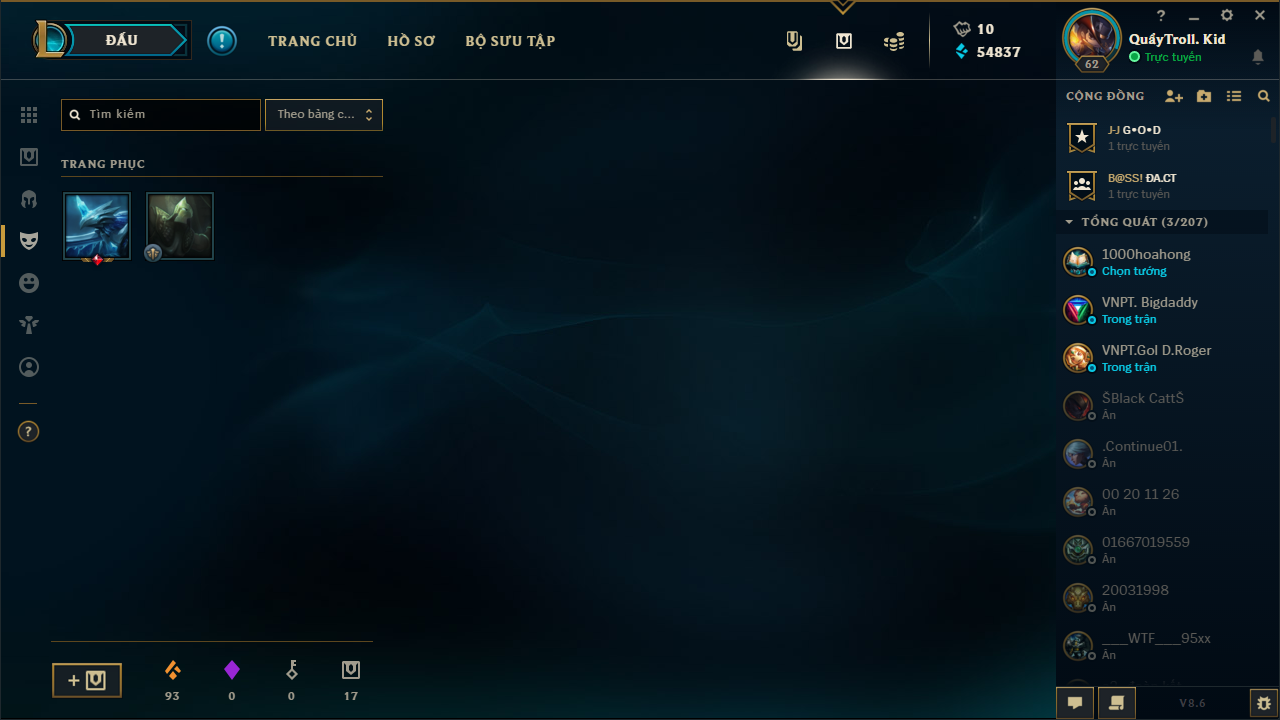 ĐẤU
TRANG CHỦ
HỒ SƠ
BỘ SƯU TẬP
10
54837
62
QuẩyTroll. Kid
Trực tuyến
Tìm kiếm
Theo bảng c...
TRANG PHỤC
93
0
0
17
CỘNG ĐỒNG
J-J G•O•D
1 trực tuyến
B@SS! ĐA.CT
1 trực tuyến
TỔNG QUÁT (3/207)
1000hoahong
Chọn tướng
VNPT. Bigdaddy
Trong trận
VNPT.Gol D.Roger
Trong trận
ŠBlack CattŠ
Ẩn
.Continue01.
Ẩn
00 20 11 26
Ẩn
01667019559
Ẩn
20031998
Ẩn
___WTF___95xx
Ẩn
V8.6